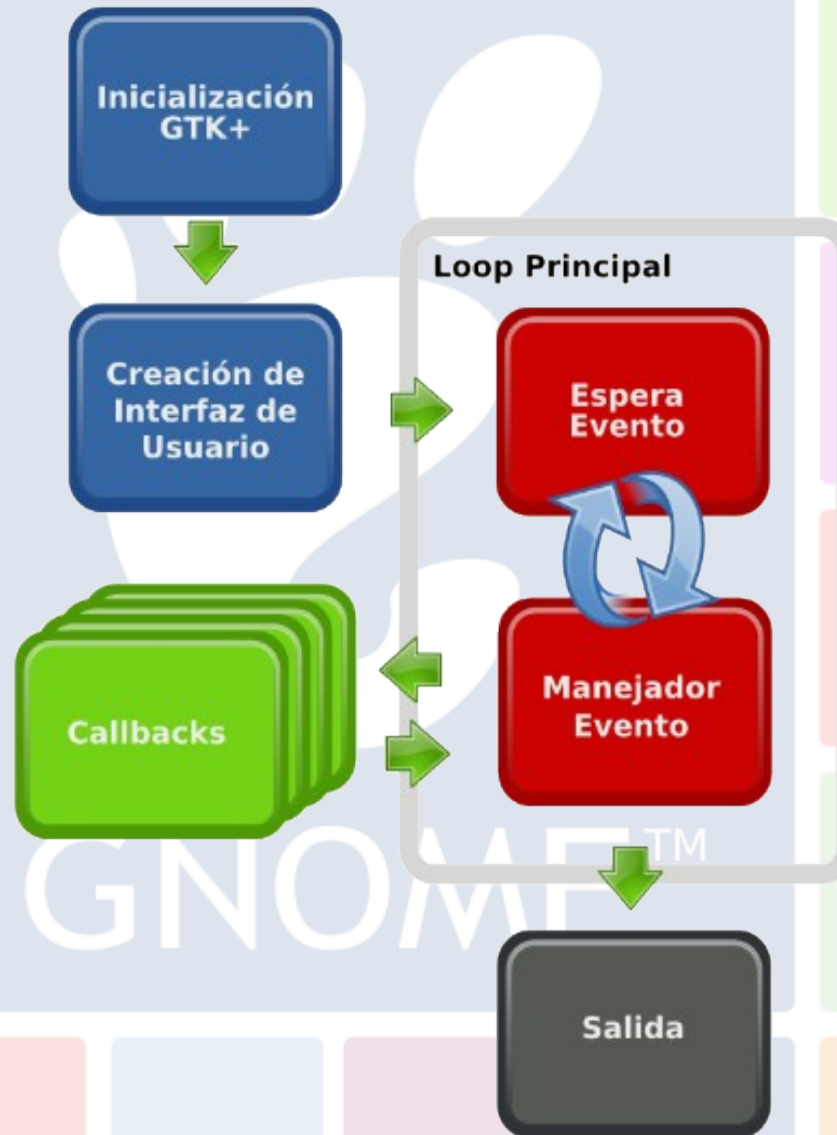 Inicialización
GTK+
Loop Principal
Creación de
Interfaz de
Usuario
Espera
Evento
Callbacks
Manejador
Evento
GNOME™
Salida